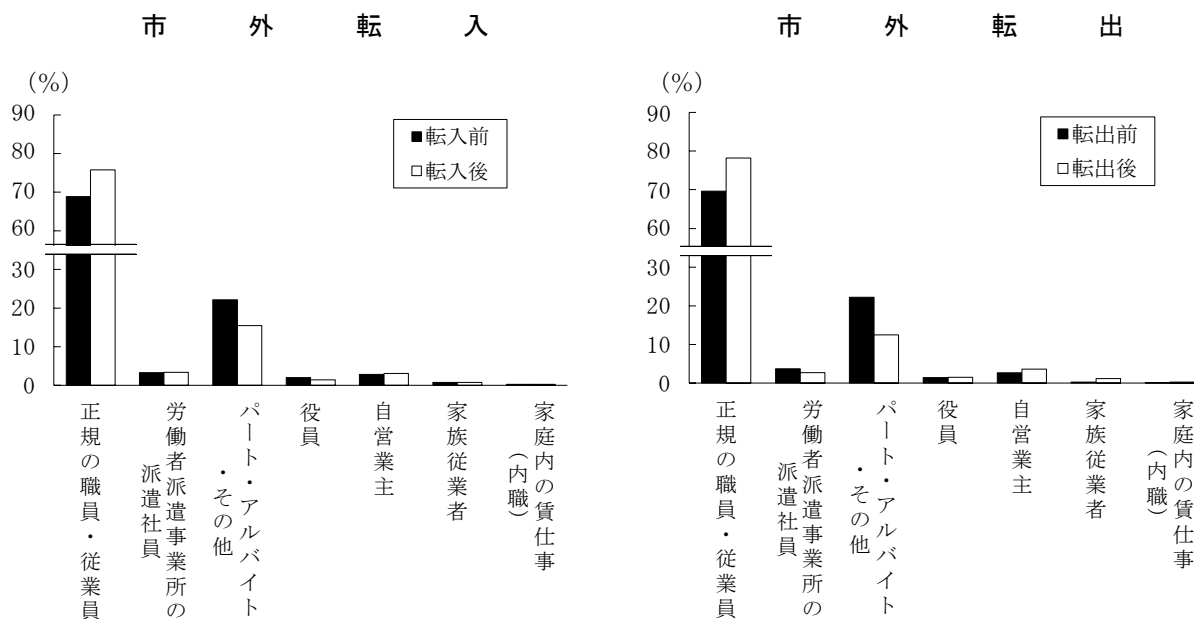 市外転入
(%)
90
80
70
60
30
20
10
0
■転入前
□転入後
正規の職員・従業員
労働者派遣事業所の
派遣社員
パート・アルバイト
・その他
役員
自営業主
家族従業者
家庭内の賃仕事
(内職)
市外転出
(%)
90
80
70
60
30
20
10
0
■転出前
□転出後
正規の職員・従業員
労働者派遣事業所の
派遣社員
パート・アルバイト
・その他
役員
自営業主
家族従業者
家庭内の賃仕事
(内職)